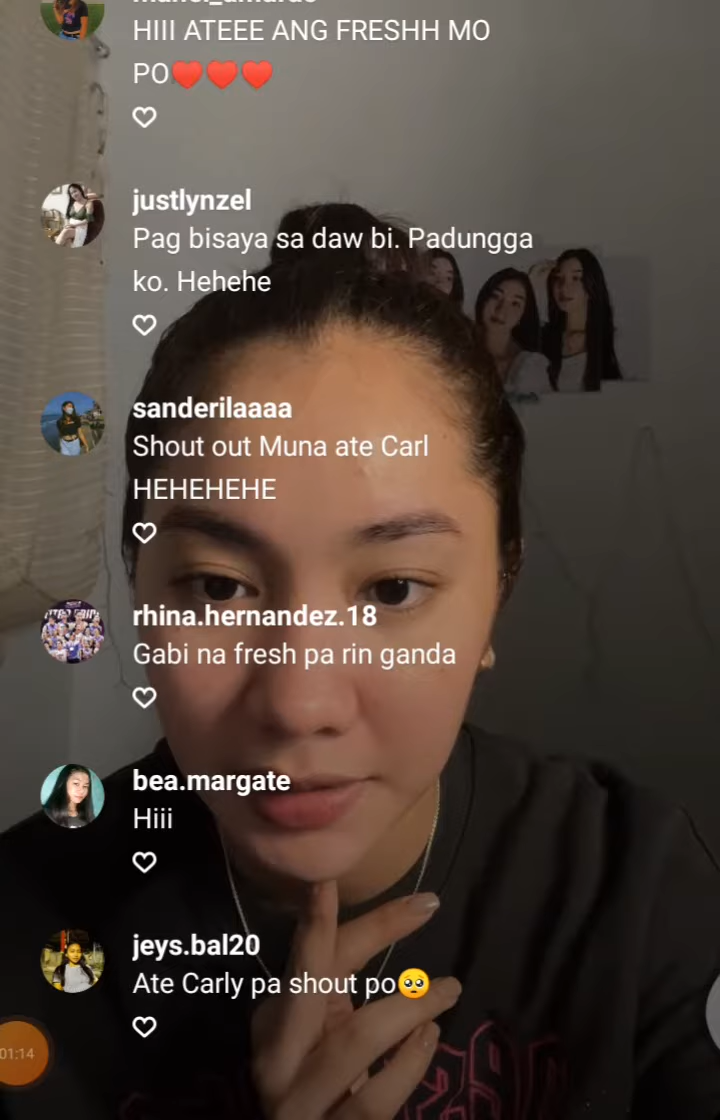 HIII ATEEE ANG FRESHH MO
PO❤️❤️❤️
justlynzel
Pag bisaya sa daw bi. Padungga
ko. Hehehe
sanderilaaaa
Shout out Muna ate Carl
HEHEHEHE
rhina.hernandez.18
Gabi na fresh pa rin ganda
bea.margate
Hiii
jeys.bal20
Ate Carly pa shout po🥺
01:14